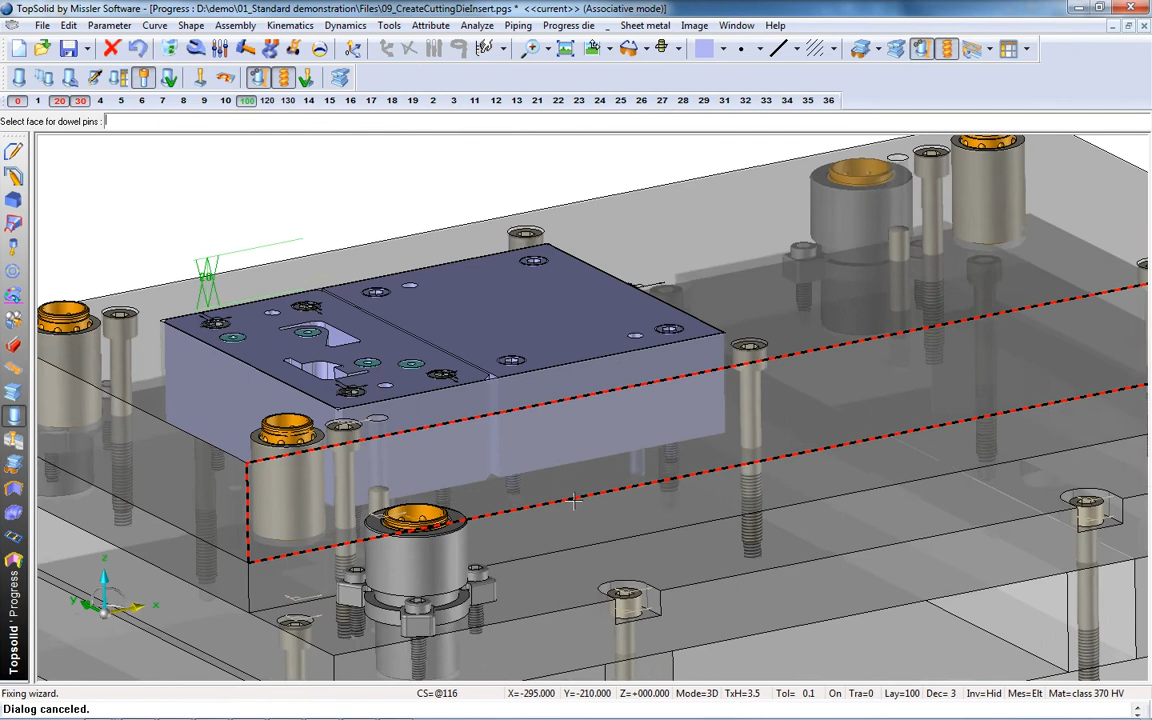 TopSolid by Missler Software - [Progress : D:\demo\01_Standard demonstration\Files\09_CreateCuttingDieInsert.pgs * <<current>> (Associative mode)]
File Edit Parameter Curve Shape Assembly Kinematics Dynamics Tools Attribute Analyze Piping Progress die _ Sheet metal Image Window Help
0 1 20 30 4 5 6 7 8 9 10 100 120 130 14 15 16 17 18 19 2 3 11 12 13 21 22 23 24 25 26 27 28 29 31 32 33 34 35 36
Select face for dowel pins :
z
y
x
Topsolid 'Progress
Fixing wizard. CS=@116 X=-295.000 Y=-210.000 Z=+000.000 Mode=3D TxH=3.5 Tol= 0.1 On Tra=0 Lay=100 Dec= 3 Inv=Hid Mes=Elt Mat=class 370 HV
Dialog canceled.